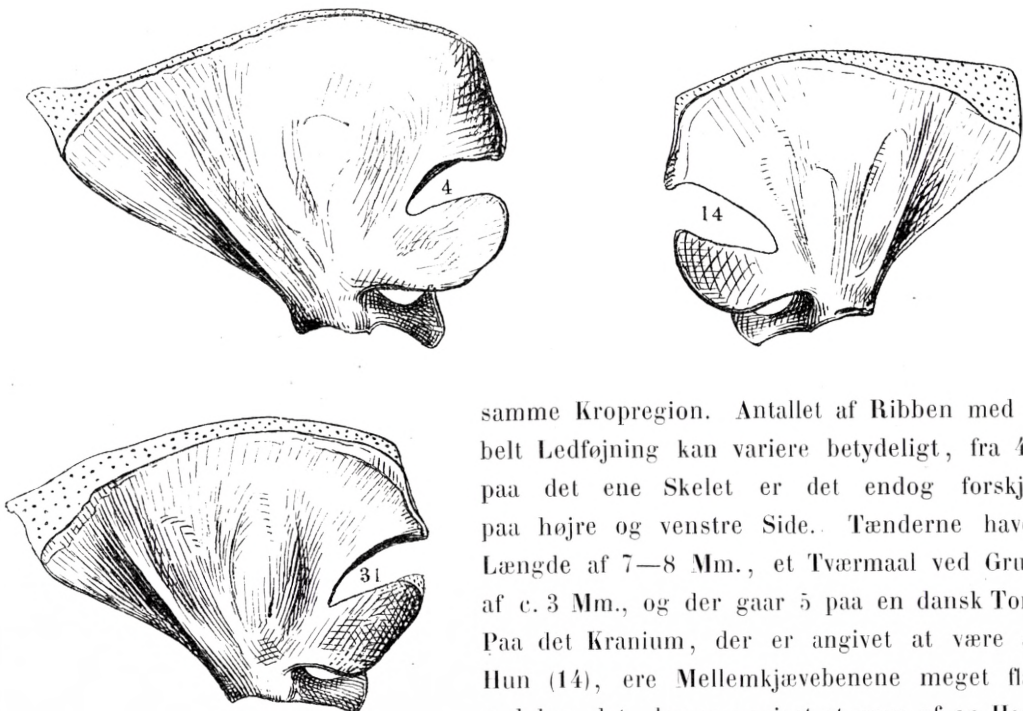 4
14
31
samme Kropregion. Antallet af Ribben med
belt Ledføjning kan variere betydeligt, fra 4
paa det ene Skelet er det endog
paa højre og venstre Side. Tænderne
Længde af 7—8 Mm., et Tværmaal ved
af c. 3 Mm., og der gaar 5 paa en dansk
Paa det Kranium, der er angivet at være
Hun (14), ere Mellemkjævebenene meget